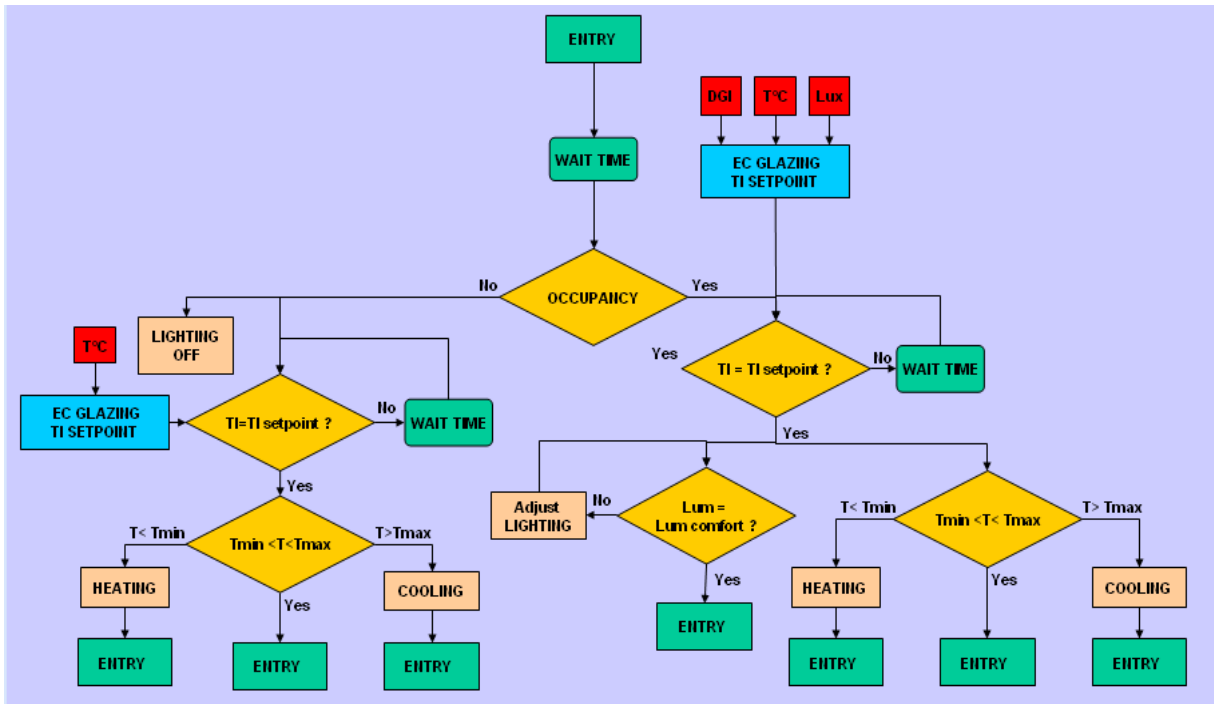 ENTRY
DGI
T°C
Lux
WAIT TIME
EC GLAZING
TI SETPOINT
No
OCCUPANCY
Yes
LIGHTING
OFF
T°C
Yes
TI = TI setpoint ?
No
WAIT TIME
EC GLAZING
TI SETPOINT
TI=TI setpoint ?
No
WAIT TIME
Yes
Yes
Adjust
LIGHTING
No
Lum =
Lum comfort ?
T< Tmin
Tmin <T< Tmax
T> Tmax
T< Tmin
Tmin <T<Tmax
T>Tmax
HEATING
Yes
COOLING
Yes
HEATING
Yes
COOLING
ENTRY
ENTRY
ENTRY
ENTRY
ENTRY
ENTRY
ENTRY